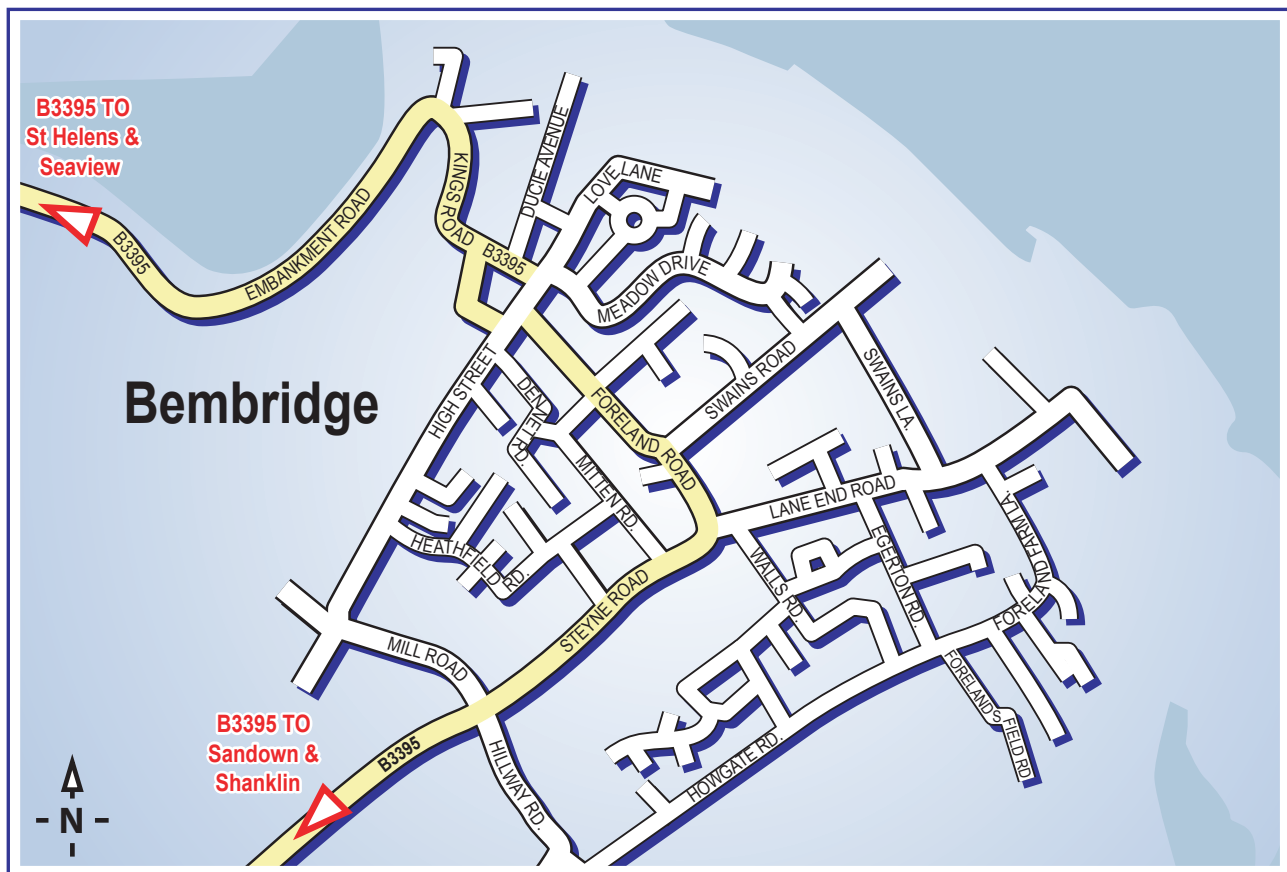 B3395 TO
St Helens &
Seaview
B3395
EMBANKMENT ROAD
KINGS ROAD
B3395
DUCIE AVENUE
LOVE LANE
MEADOW DRIVE
SWAINS ROAD
SWAINS LA.
Bembridge
HIGH STREET
DENNETT RD.
FORELAND ROAD
MITTEN RD.
LANE END ROAD
HEATHFIELD RD.
WALLS RD.
EGERTON RD.
FORELAND FARM LA.
STEYNE ROAD
MILL ROAD
FORELANDS FIELD RD
B3395 TO
Sandown &
Shanklin
B3395
HILLWAY RD.
HOWGATE RD.
N